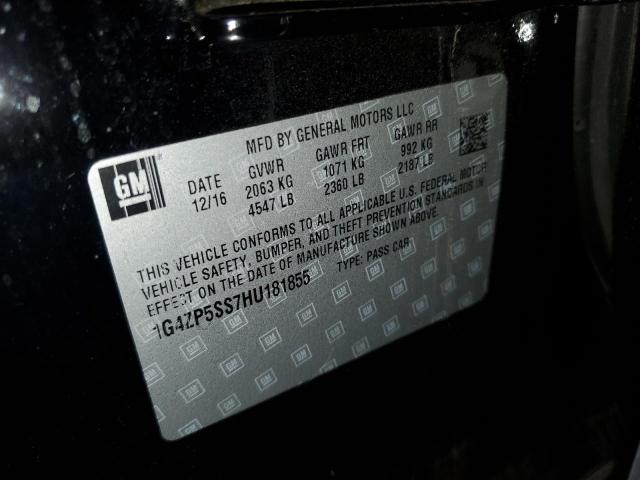 MFD BY GENERAL MOTORS LLC
GM DATE GVWR GAWR FRT GAWR RR
12/16 2063 KG 1071 KG 992 KG
4547 LB 2360 LB 2187 LB
THIS VEHICLE CONFORMS TO ALL APPLICABLE U.S. FEDERAL MOTOR
VEHICLE SAFETY, BUMPER, AND THEFT PREVENTION STANDARDS IN
EFFECT ON THE DATE OF MANUFACTURE SHOWN ABOVE.
1G4ZP5SS7HU181855 TYPE: PASS CAR